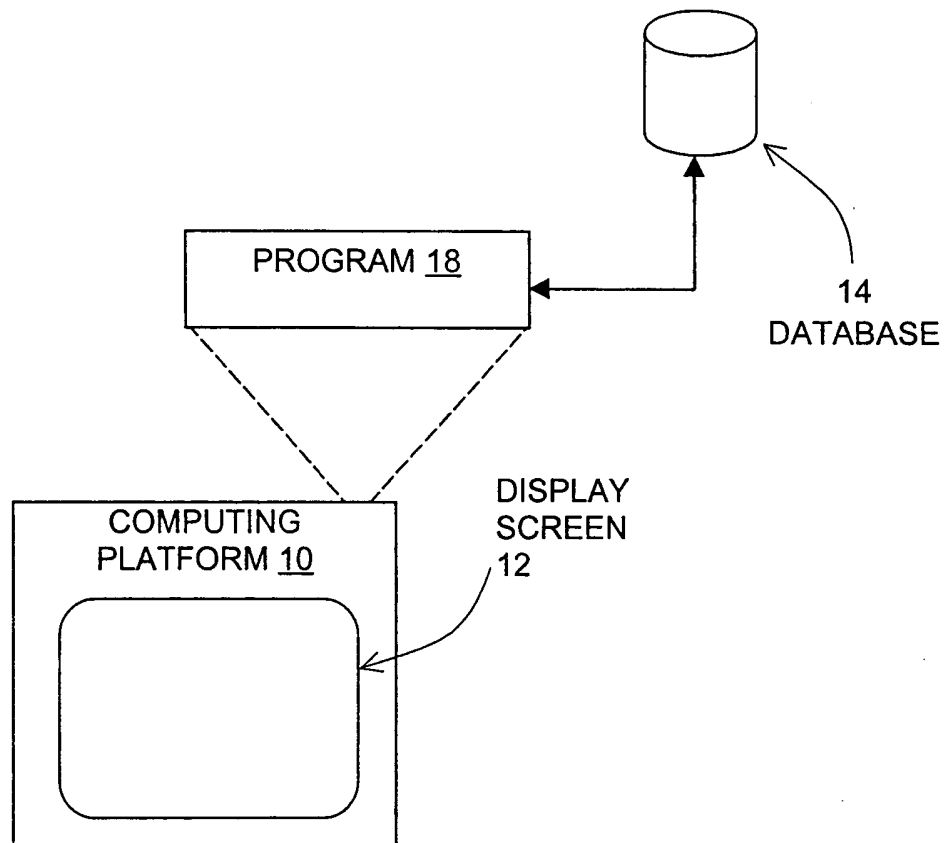 PROGRAM 18
14
DATABASE
COMPUTING
PLATFORM 10
DISPLAY
SCREEN
12